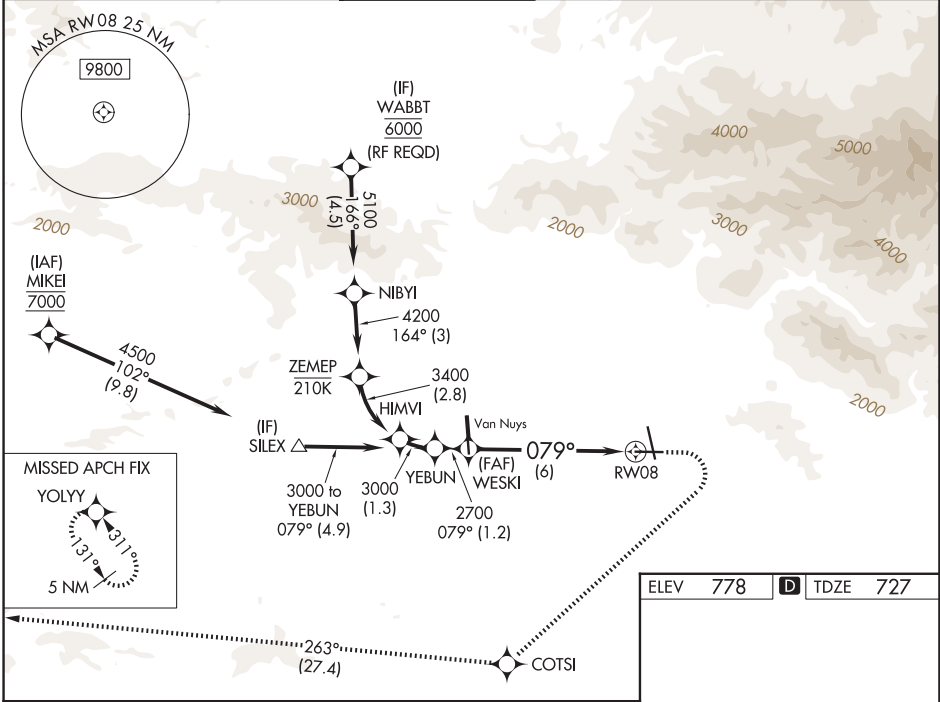 MSA RW08 25 NM
9800
(IF)
WABBT
6000
(RF REQD)
5100
166°
(4.5)
3000
4000
5000
2000
3000
4000
2000
2000
(IAF)
MIKEI
7000
4500
102°
(9.8)
NIBYI
4200
164° (3)
ZEMEP
210K
3400
(2.8)
HIMVI
(IF)
SILEX
Van Nuys
079°
(6)
RW08
YEBUN
(FAF)
WESKI
3000 to
YEBUN
079° (4.9)
3000
(1.3)
2700
079° (1.2)
MISSED APCH FIX
YOLYY
311°
131°
5 NM
263°
(27.4)
COTSI
ELEV 778 D TDZE 727